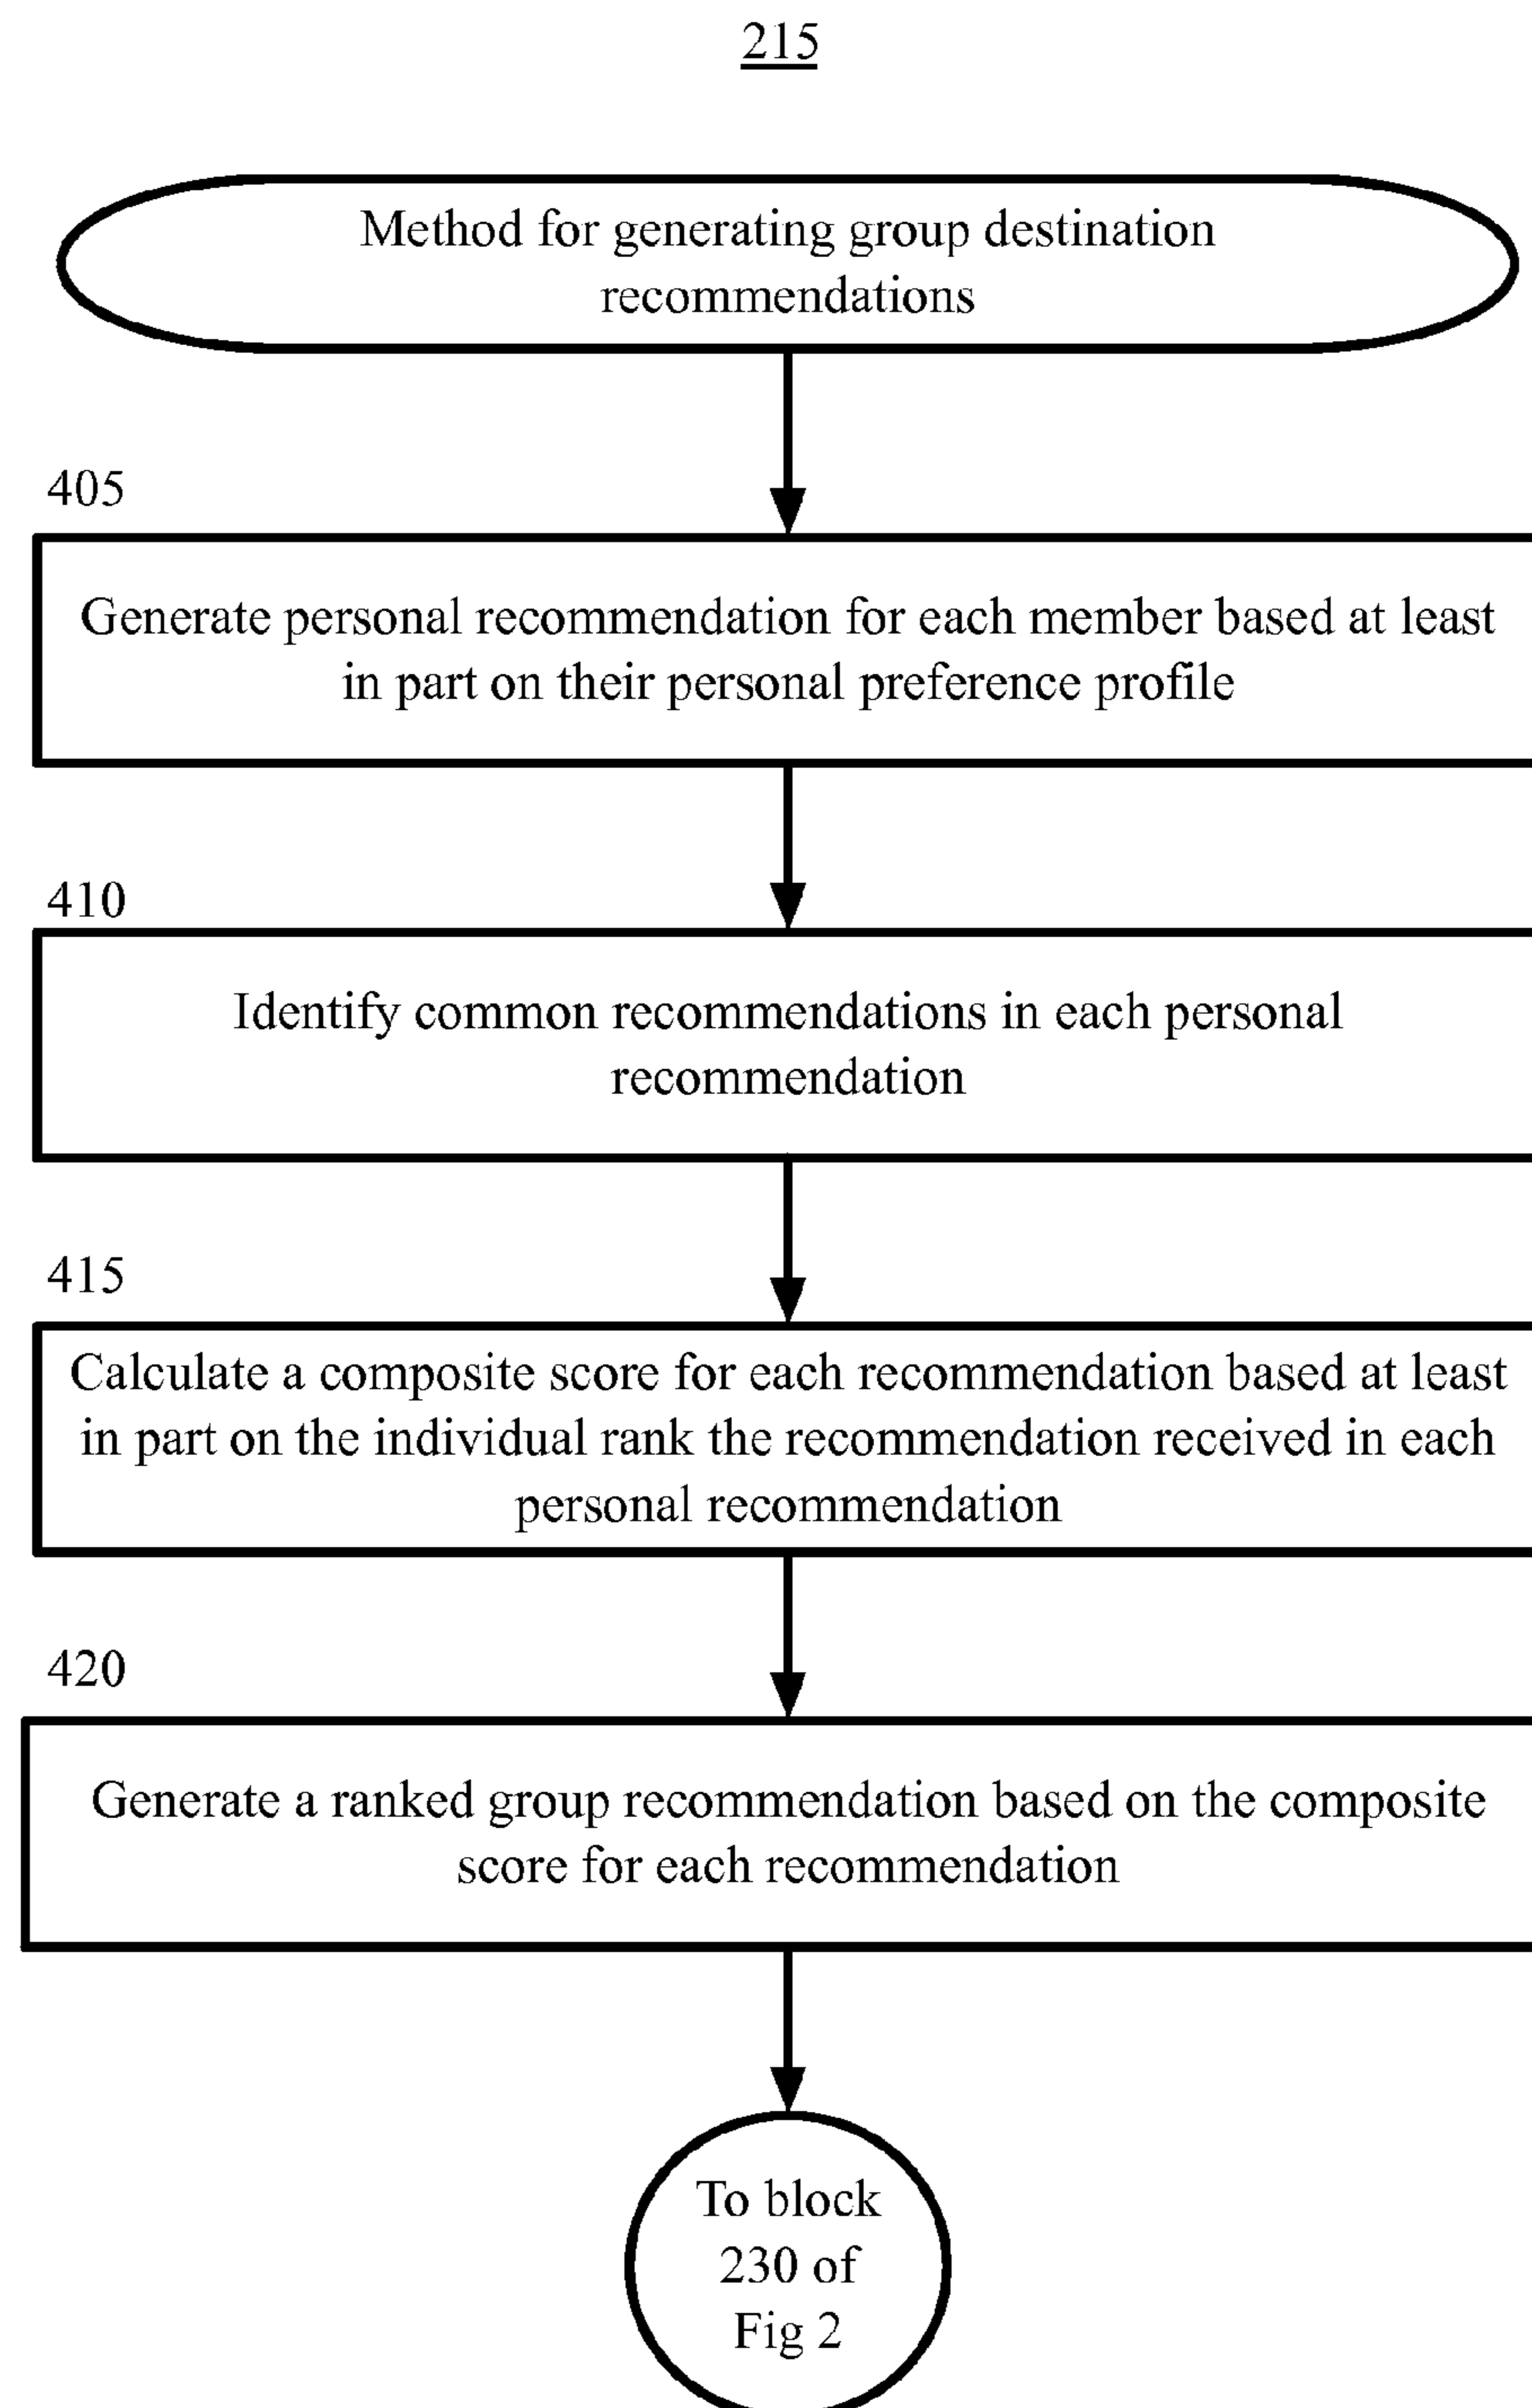 215
Method for generating group destination
recommendations
405
Generate personal recommendation for each member based at least
in part on their personal preference profile
410
Identify common recommendations in each personal
recommendation
415
Calculate a composite score for each recommendation based at least
in part on the individual rank the recommendation received in each
personal recommendation
420
Generate a ranked group recommendation based on the composite
score for each recommendation
To block
230 of
Fig 2